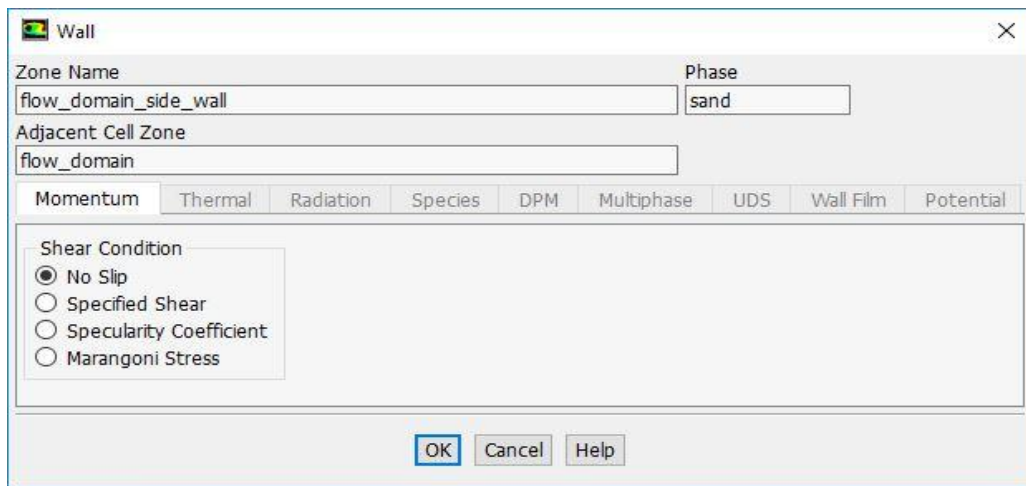 Wall
Zone Name Phase
flow_domain_side_wall sand
Adjacent Cell Zone
flow_domain
Momentum Thermal Radiation Species DPM Multiphase UDS Wall Film Potential
Shear Condition
No Slip
Specified Shear
Specularity Coefficient
Marangoni Stress
OK Cancel Help